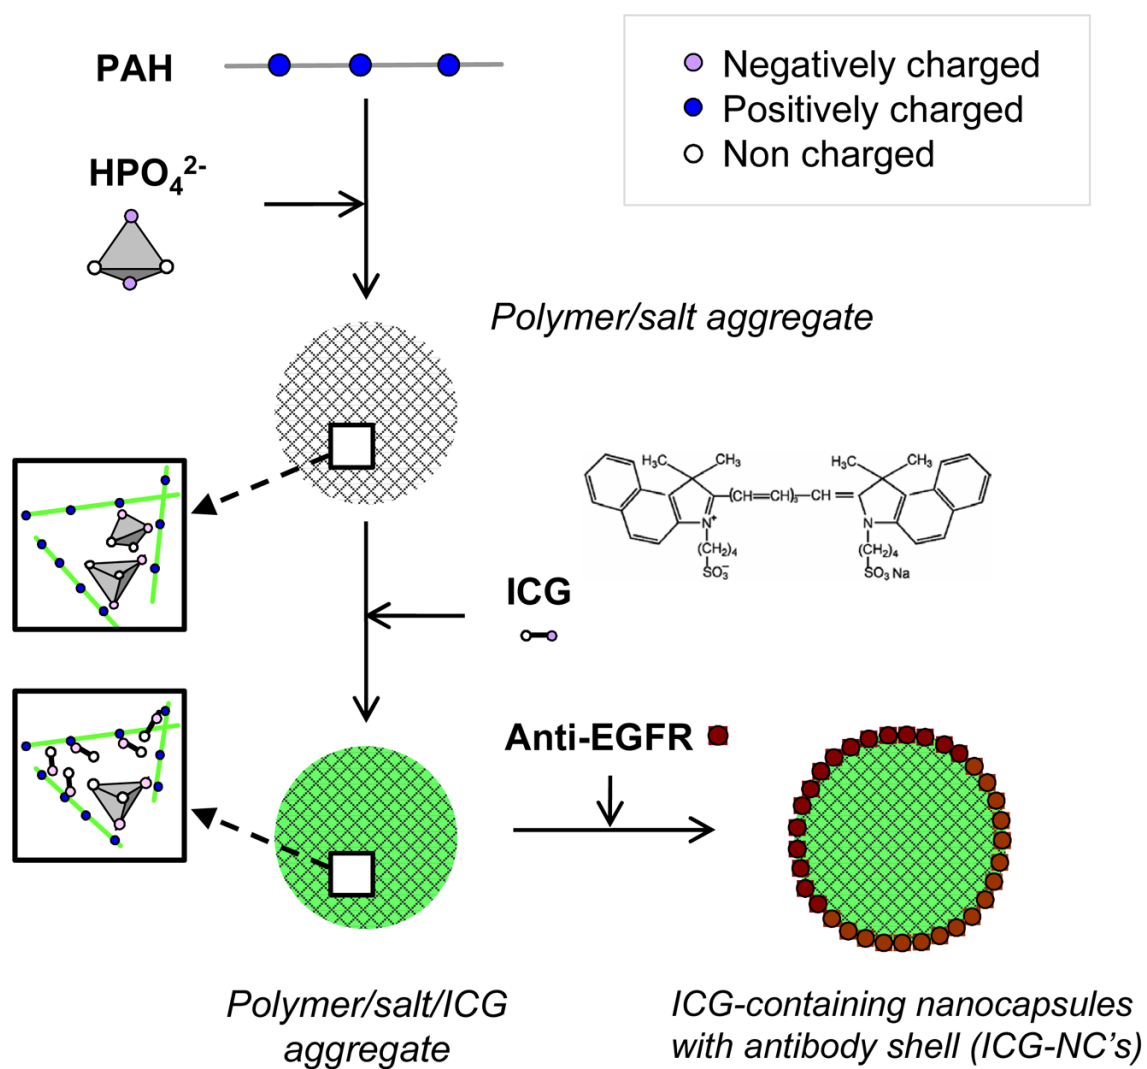 PAH
Negatively charged
Positively charged
Non charged
HPO₄²⁻
Polymer/salt aggregate
H₃C
CH₃
H₃C
CH₃
(CH=CH)₃
CH
N⁺
N
(CH₂)₄
(CH₂)₄
SO₃⁻
SO₃ Na
ICG
Anti-EGFR
Polymer/salt/ICG
aggregate
ICG-containing nanocapsules
with antibody shell (ICG-NC's)